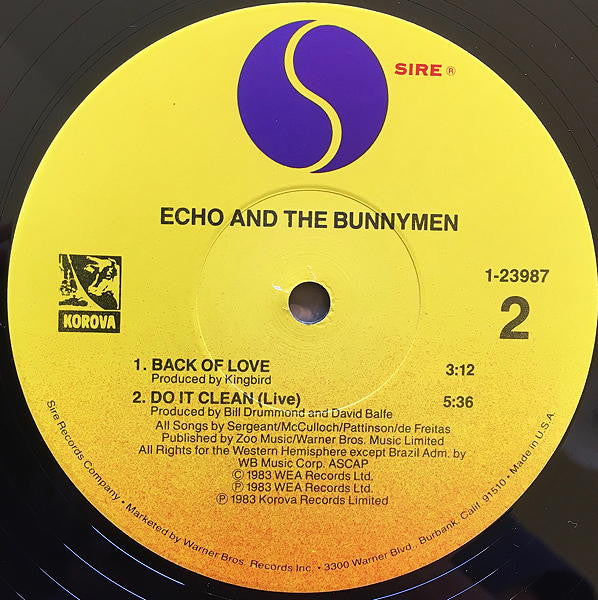 SIRE ®
ECHO AND THE BUNNYMEN
1-23987
2
KOROVA
1. BACK OF LOVE 3:12
Produced by Kingbird
2. DO IT CLEAN (Live) 5:36
Produced by Bill Drummond and David Balfe
All Songs by Sergeant/McCulloch/Pattinson/de Freitas
Published by Zoo Music/Warner Bros. Music Limited
All Rights for the Western Hemisphere except Brazil Adm. by
WB Music Corp. ASCAP
© 1983 WEA Records Ltd.
℗ 1983 WEA Records Ltd.
℗ 1983 Korova Records Limited
Sire Records Company • Marketed by Warner Bros. Records Inc. • 3300 Warner Blvd., Burbank, Calif. 91510 • Made in U.S.A.